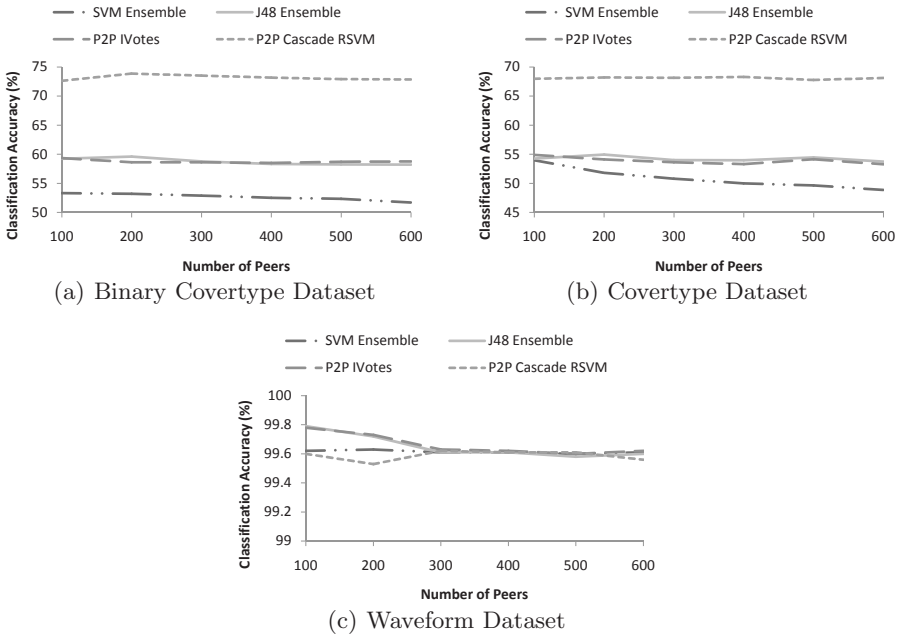 SVM Ensemble J48 Ensemble
P2P IVotes P2P Cascade RSVM
Classification Accuracy (%)
75
70
65
60
55
50
100 200 300 400 500 600
Number of Peers
(a) Binary Covertype Dataset
SVM Ensemble J48 Ensemble
P2P IVotes P2P Cascade RSVM
Classification Accuracy (%)
70
65
60
55
50
45
100 200 300 400 500 600
Number of Peers
(b) Covertype Dataset
SVM Ensemble J48 Ensemble
P2P IVotes P2P Cascade RSVM
Classification Accuracy (%)
100
99.8
99.6
99.4
99.2
99
100 200 300 400 500 600
Number of Peers
(c) Waveform Dataset